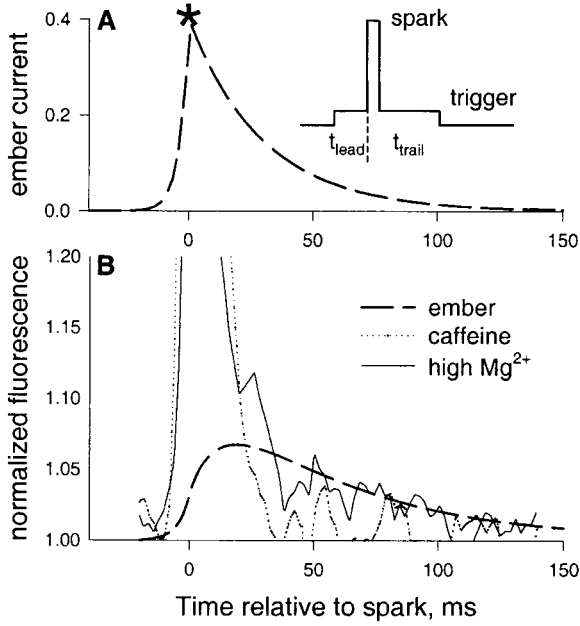 A
ember current
0.4
0.2
0.0
0
50
100
150
spark
trigger
t_lead
t_trail
B
normalized fluorescence
1.20
1.15
1.10
1.05
1.00
ember
caffeine
high Mg²⁺
0
50
100
150
Time relative to spark, ms